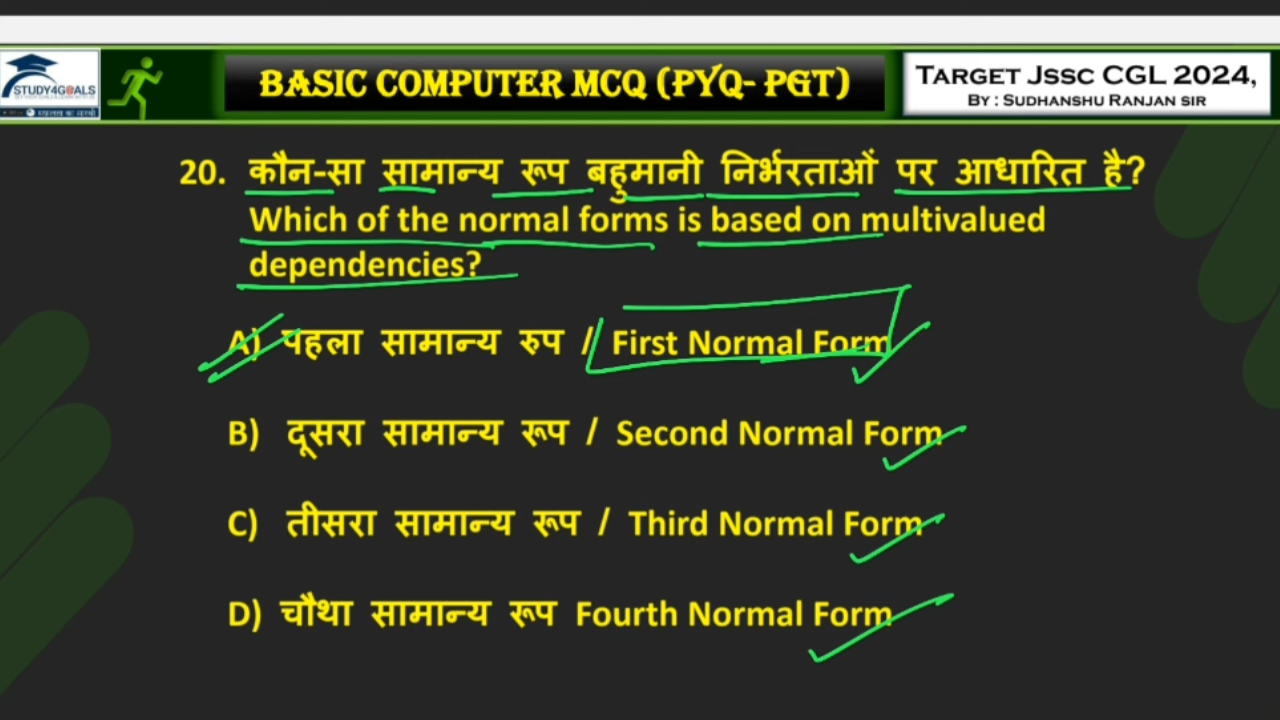 STUDY4GOALS
BASIC COMPUTER MCQ (PYQ- PGT)
TARGET JSSC CGL 2024,
BY : SUDHANSHU RANJAN SIR
20. कौन-सा सामान्य रूप बहुमानी निर्भरताओं पर आधारित है?
Which of the normal forms is based on multivalued
dependencies?
A) पहला सामान्य रुप / First Normal Form
B) दूसरा सामान्य रूप / Second Normal Form
C) तीसरा सामान्य रूप / Third Normal Form
D) चौथा सामान्य रूप Fourth Normal Form